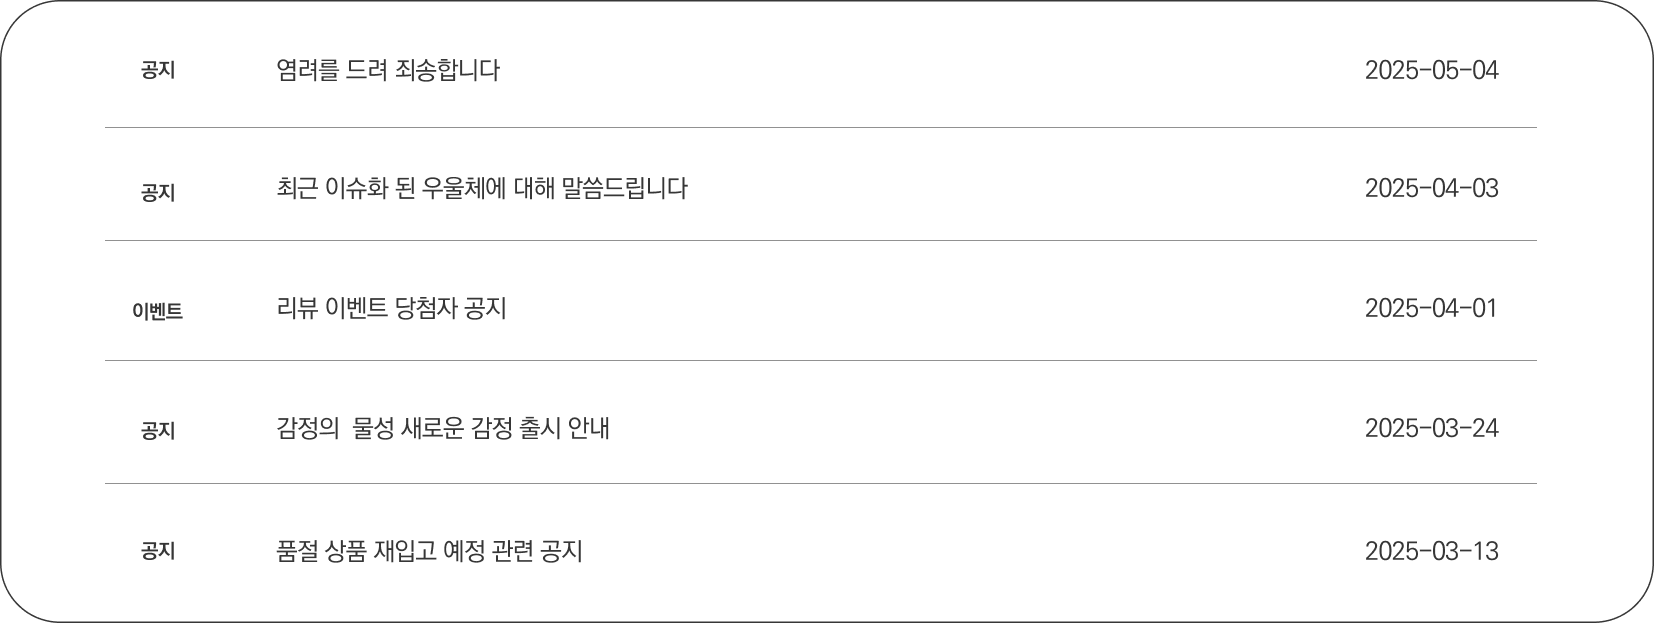 공지 염려를 드려 죄송합니다 2025-05-04
공지 최근 이슈화 된 우울체에 대해 말씀드립니다 2025-04-03
이벤트 리뷰 이벤트 당첨자 공지 2025-04-01
공지 감정의  물성 새로운 감정 출시 안내 2025-03-24
공지 품절 상품 재입고 예정 관련 공지 2025-03-13